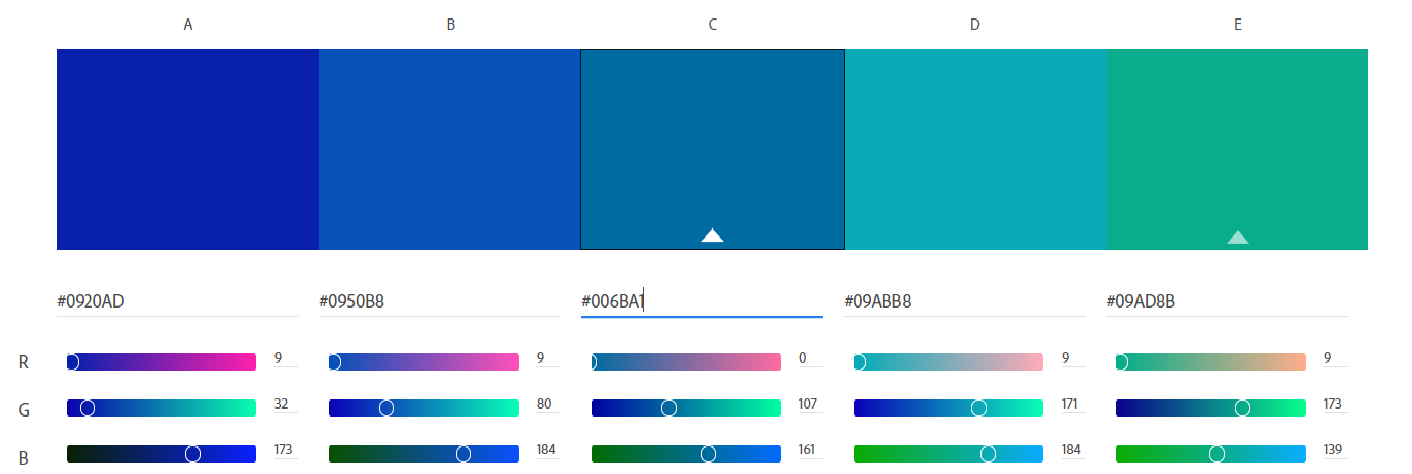 A B C D E
#0920AD #0950B8 #006BA1 #09ABB8 #09AD8B
R 9 9 0 9 9
G 32 80 107 171 173
B 173 184 161 184 139